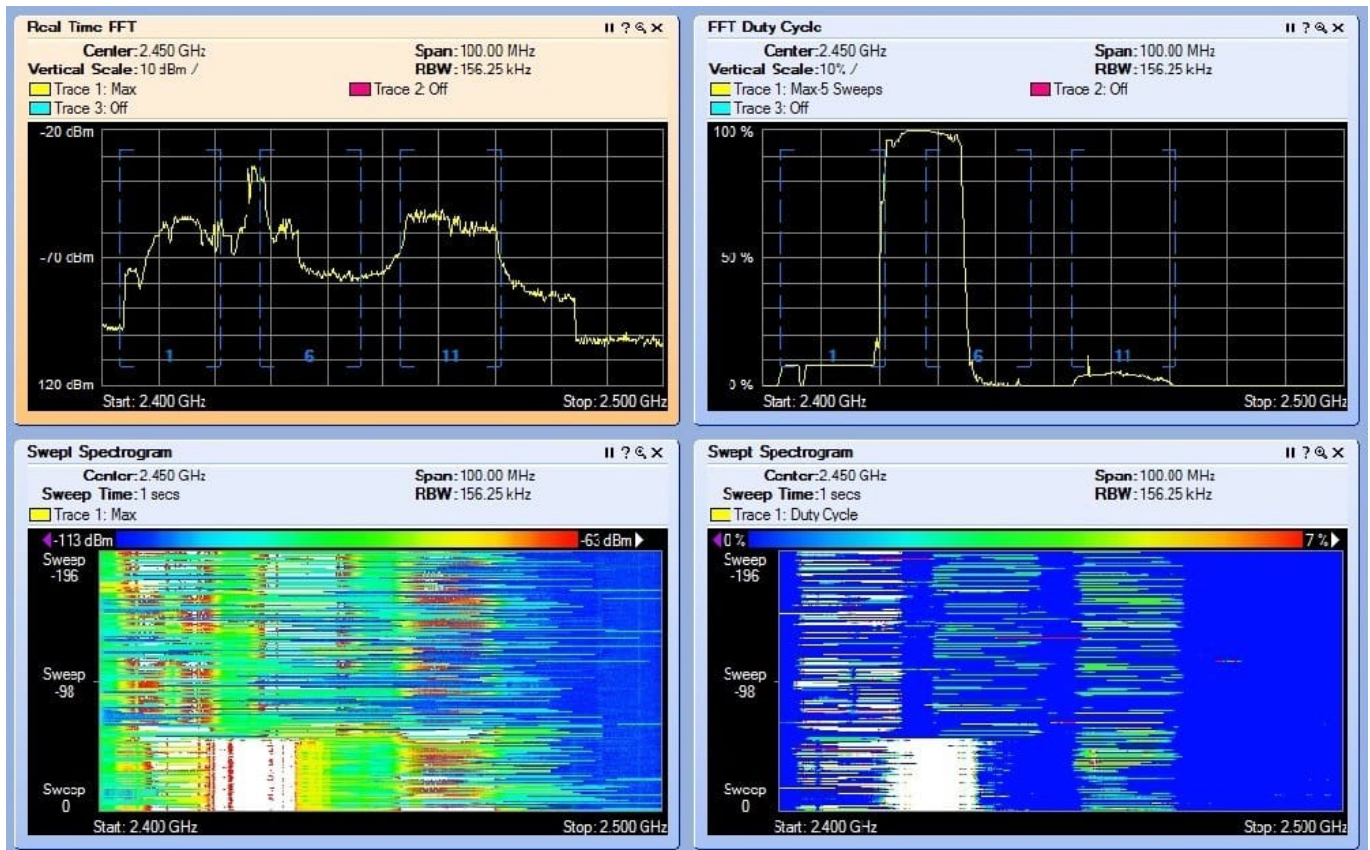 Real Time FFT
Center: 2.450 GHz Span: 100.00 MHz
Vertical Scale: 10 dBm / RBW: 156.25 kHz
Trace 1: Max Trace 2: Off
Trace 3: Off
-20 dBm
-70 dBm
120 dBm
1 6 11
Start: 2.400 GHz Stop: 2.500 GHz
FFT Duty Cycle
Center: 2.450 GHz Span: 100.00 MHz
Vertical Scale: 10% / RBW: 156.25 kHz
Trace 1: Max-5 Sweeps Trace 2: Off
Trace 3: Off
100 %
50 %
0 %
1 6 11
Start: 2.400 GHz Stop: 2.500 GHz
Swept Spectrogram
Center: 2.450 GHz Span: 100.00 MHz
Sweep Time: 1 secs RBW: 156.25 kHz
Trace 1: Max
-113 dBm -63 dBm
Sweep
-196
Sweep
-98
Sweep
0
Start: 2.400 GHz Stop: 2.500 GHz
Swept Spectrogram
Center: 2.450 GHz Span: 100.00 MHz
Sweep Time: 1 secs RBW: 156.25 kHz
Trace 1: Duty Cycle
0 % 7 %
Sweep
-196
Sweep
-98
Sweep
0
Start: 2.400 GHz Stop: 2.500 GHz